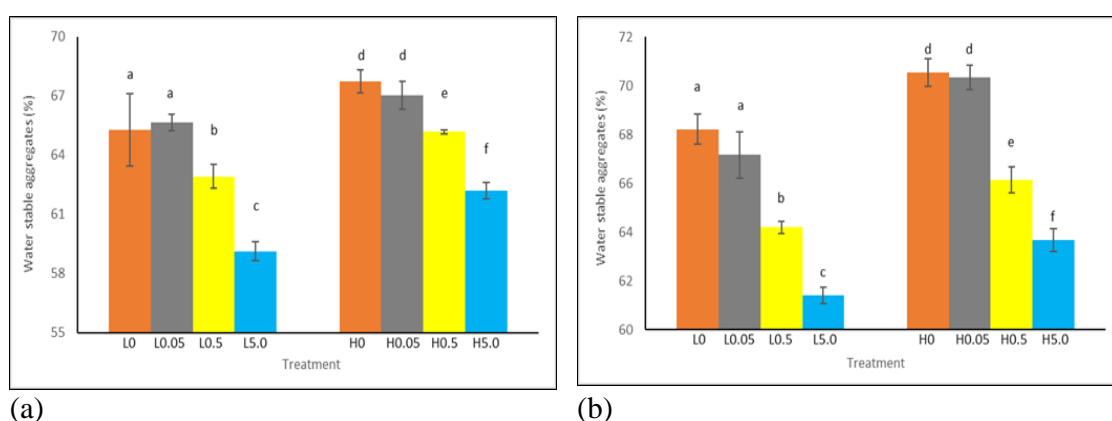 70
67
64
61
58
55
Water stable aggregates (%)
a
a
b
c
d
d
e
f
L0 L0.05 L0.5 L5.0 H0 H0.05 H0.5 H5.0
Treatment
(a)
72
70
68
66
64
62
60
Water stable aggregates (%)
a
a
b
c
d
d
e
f
L0 L0.05 L0.5 L5.0 H0 H0.05 H0.5 H5.0
Treatment
(b)